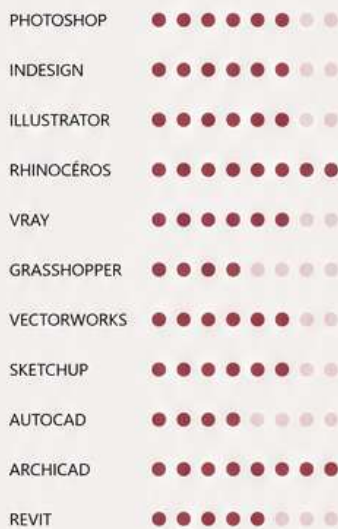 PHOTOSHOP
INDESIGN
ILLUSTRATOR
RHINOCÉROS
VRAY
GRASSHOPPER
VECTORWORKS
SKETCHUP
AUTOCAD
ARCHICAD
REVIT